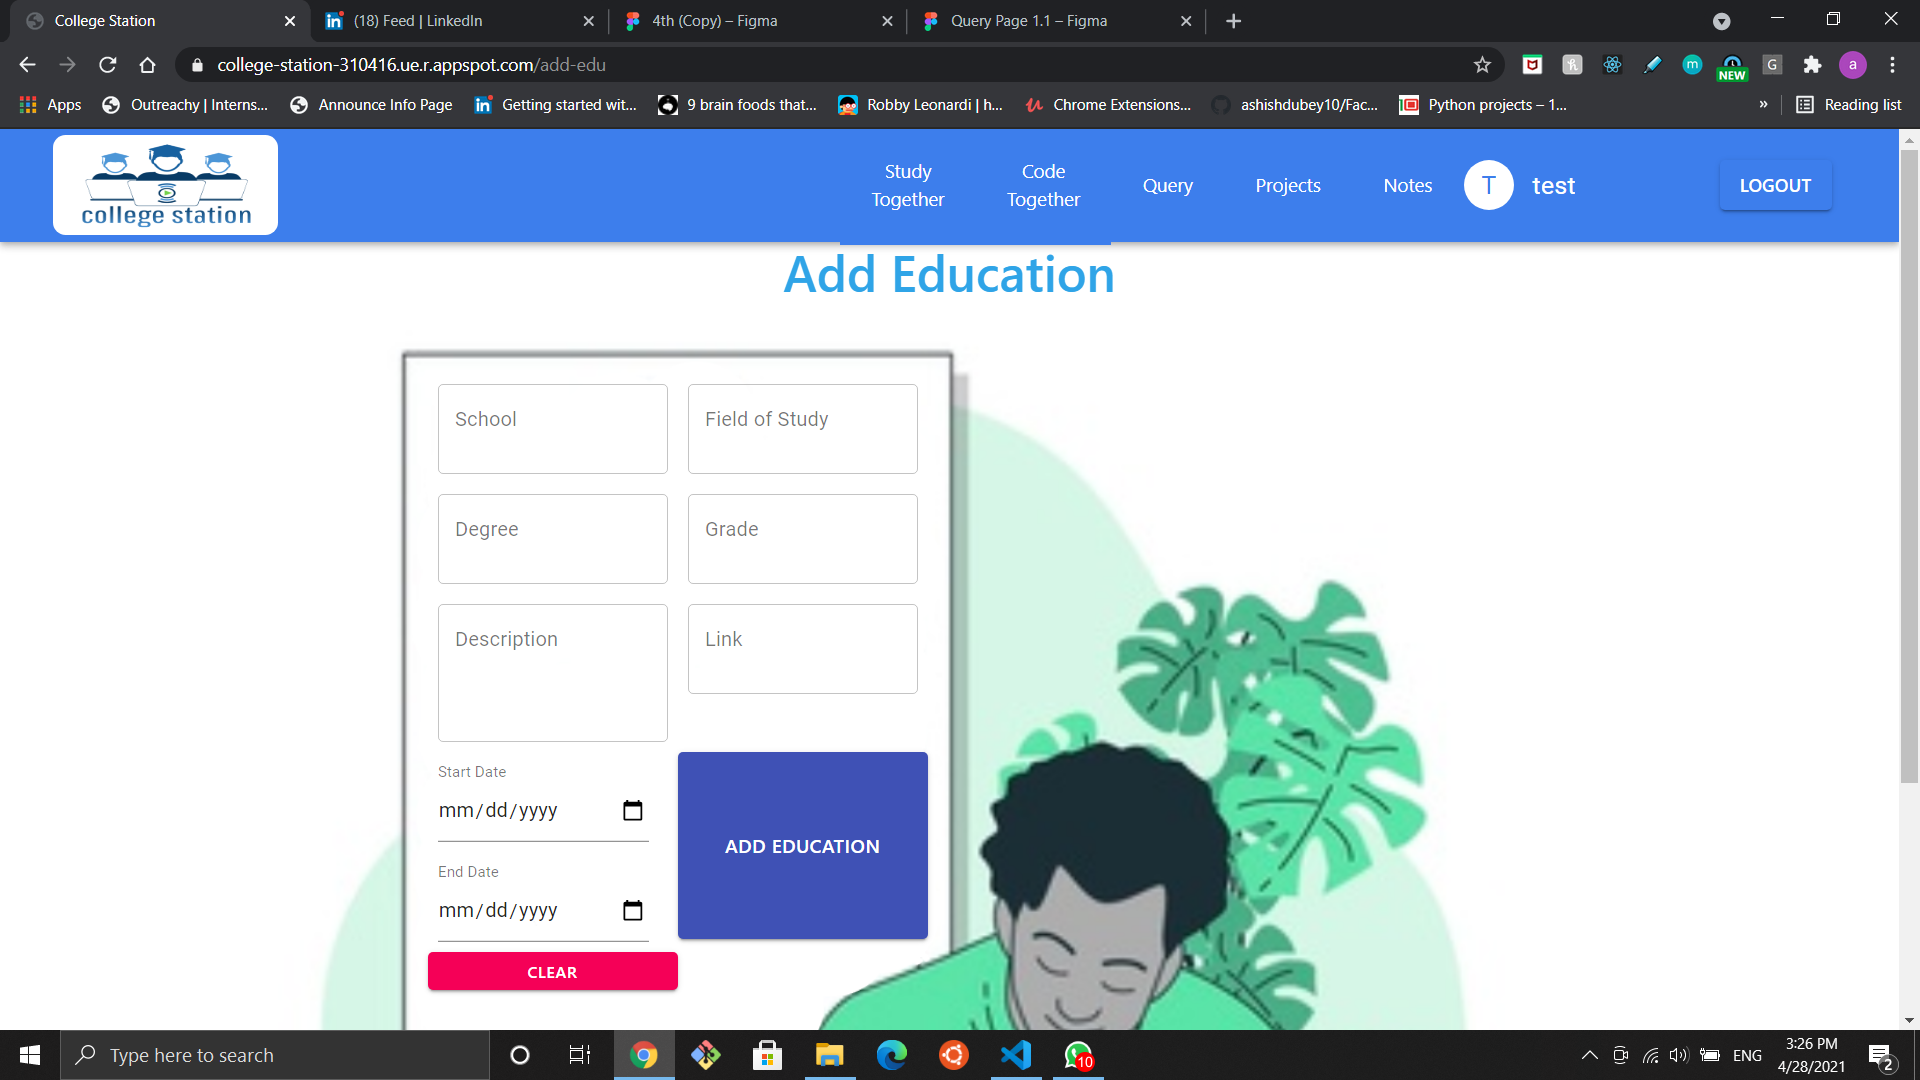 College Station
(18) Feed | LinkedIn
4th (Copy) – Figma
Query Page 1.1 – Figma
college-station-310416.ue.r.appspot.com/add-edu
NEW
G
a
m
Apps
Outreachy | Interns...
Announce Info Page
Getting started wit...
9 brain foods that...
Robby Leonardi | h...
Chrome Extensions...
ashishdubey10/Fac...
Python projects – 1...
»
Reading list
college station
Study Together
Code Together
Query
Projects
Notes
T
test
LOGOUT
Add Education
School
Field of Study
Degree
Grade
Description
Link
Start Date
mm/dd/yyyy
ADD EDUCATION
End Date
mm/dd/yyyy
CLEAR
Type here to search
10
ENG
3:26 PM
4/28/2021
2